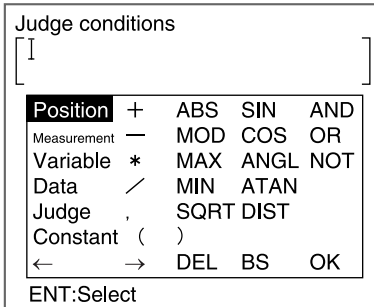 Judge conditions
[ ]
Position + ABS SIN AND
Measurement — MOD COS OR
Variable * MAX ANGL NOT
Data ／ MIN ATAN
Judge , SQRT DIST
Constant ( )
← → DEL BS OK
ENT:Select